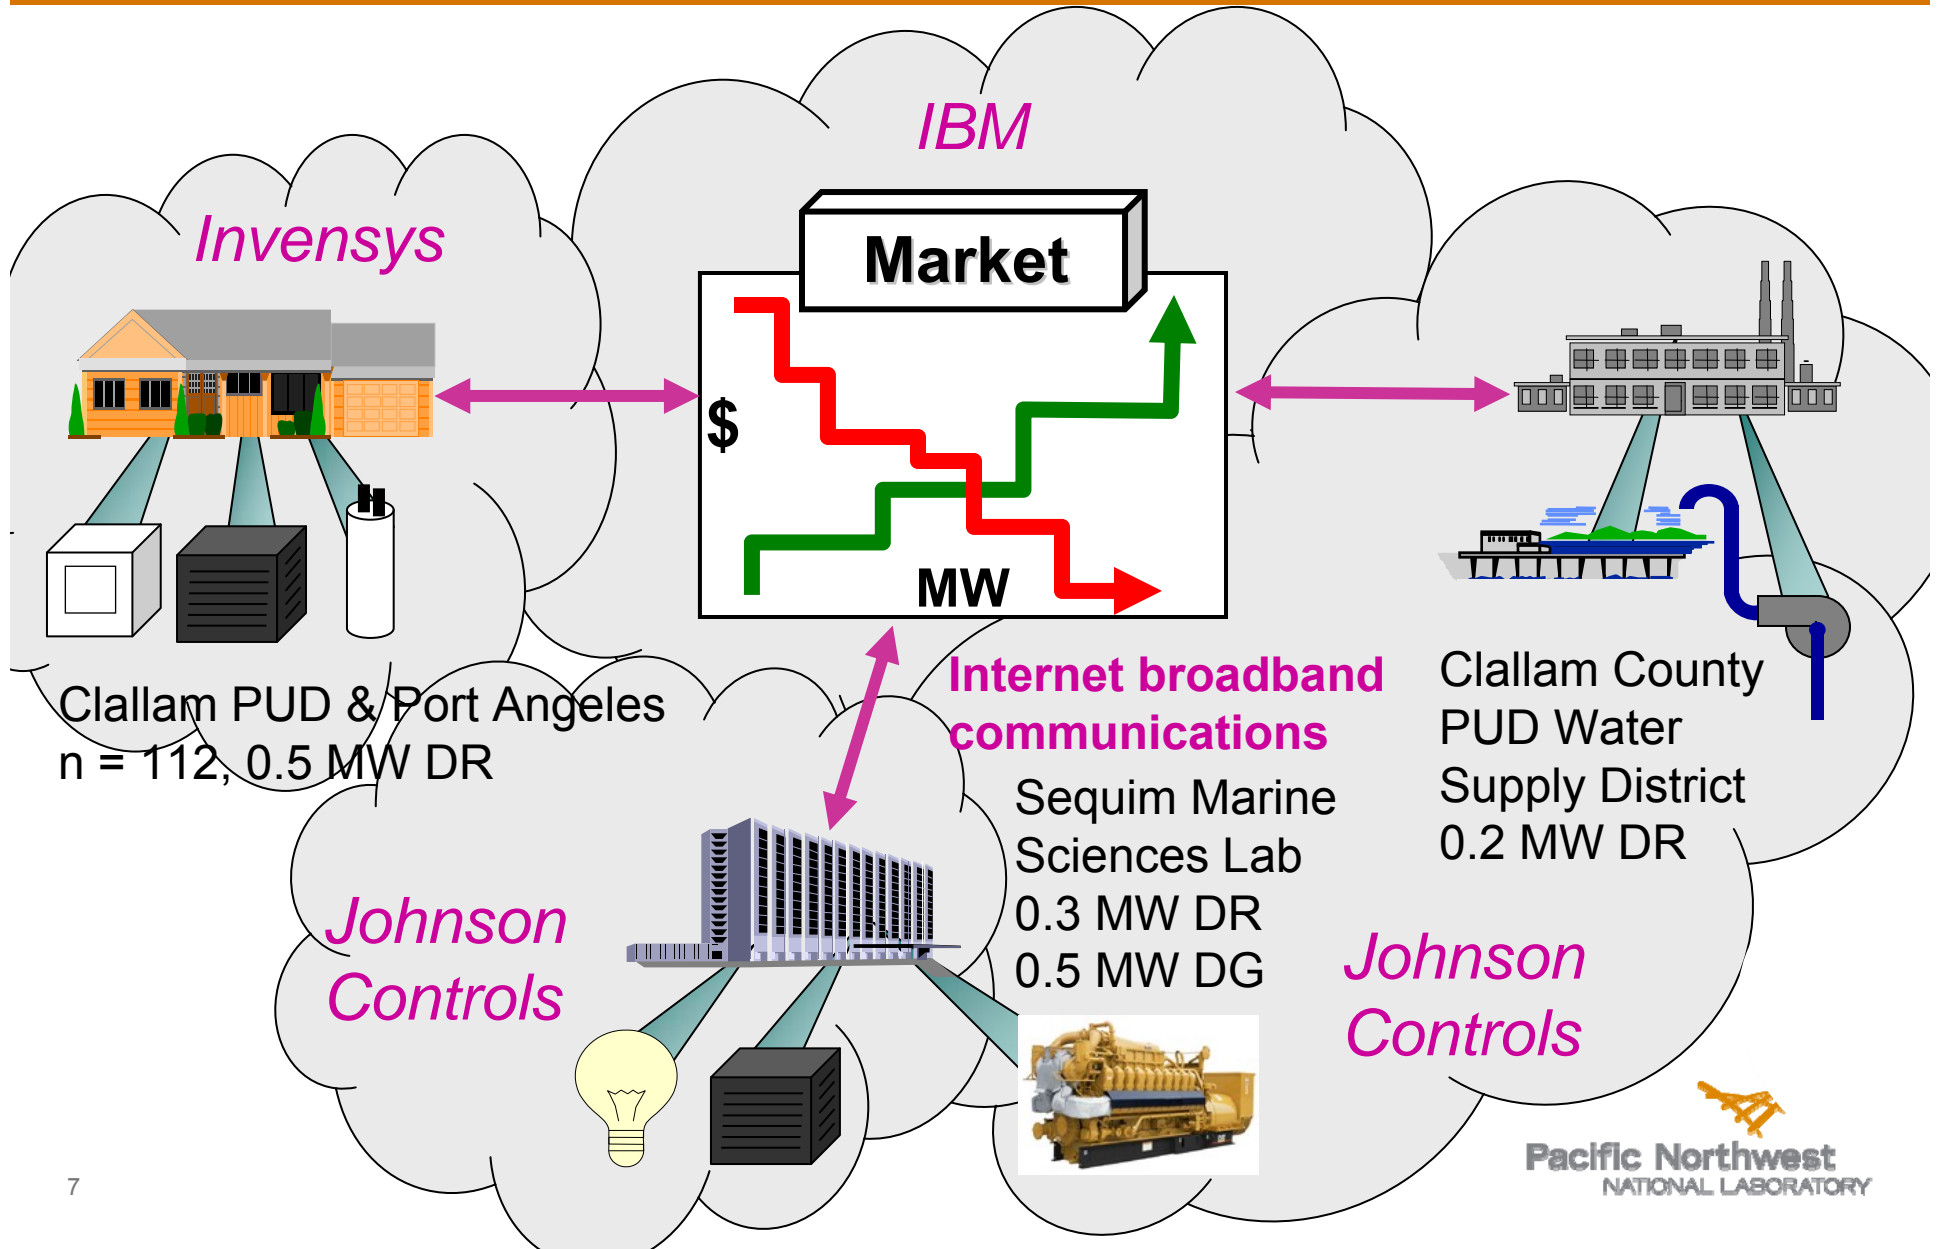 IBM
Invensys
Market
$
MW
Internet broadband
communications
Clallam PUD & Port Angeles
n = 112, 0.5 MW DR
Clallam County
PUD Water
Supply District
0.2 MW DR
Sequim Marine
Sciences Lab
0.3 MW DR
0.5 MW DG
Johnson
Controls
Johnson
Controls
Pacific Northwest
NATIONAL LABORATORY
7